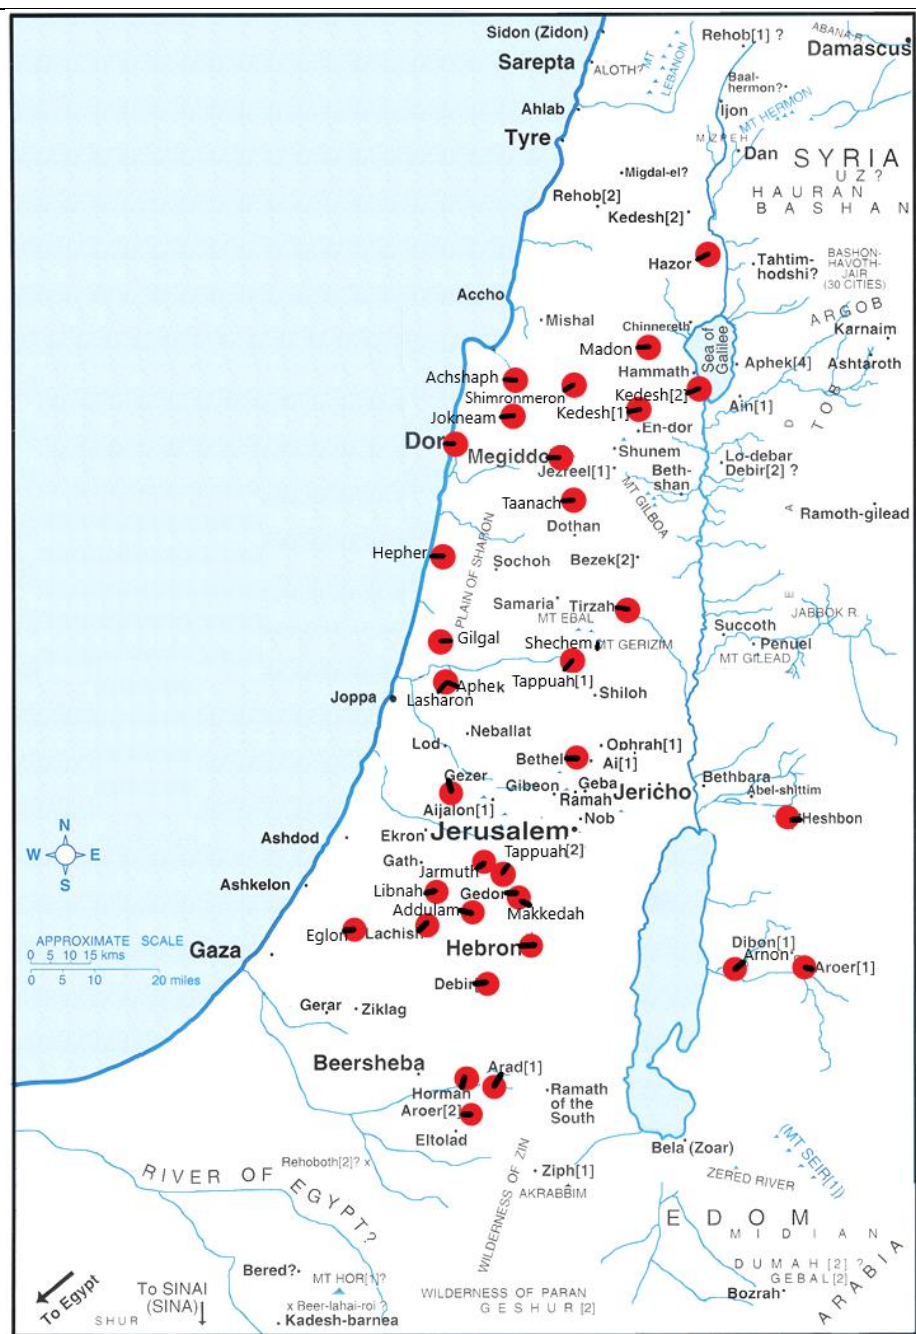 Sidon (Zidon)
Rehob[1] ?
ABANA R.
Damascus
Sarepta
ALOTH?
MT
LEBANON
Baal-
hermon?
Ahlab
Ijon
MT HERMON
Tyre
MIZPEH
Dan
SYRIA
UZ?
Migdal-el?
HAURAN
Rehob[2]
BASHAN
Kedesh[2]
Hazor
Tahtim-
hodshi?
BASHON-
HAVOTH-
JAIR
(30 CITIES)
Accho
ARGOB
Mishal
Chinnereth
Karnaim
Madon
Sea of
Galilee
Aphek[4]
Ashtaroth
Achshaph
Hammath
Shimronmeron
Kedesh[2]
TOB
Jokneam
Kedesh[1]
Ain[1]
En-dor
Dor
Megiddo
Shunem
Lo-debar
Debir[2] ?
Jezreel[1]
Beth-
shan
MT GILBOA
Taanach
Ramoth-gilead
Dothan
PLAIN OF SHARON
Hepher
Sochoh
Bezek[2]
Samaria
Tirzah
MT EBAL
JABBOK R.
Succoth
Gilgal
Shechem
MT GERIZIM
Penuel
MT GILEAD
Tappuah[1]
Aphek
Lasharon
Joppa
Shiloh
Neballat
Lod
Ophrah[1]
Bethel
Ai[1]
Gezer
Gibeon
Geba
Ramah
Jericho
Bethbara
Abel-shittim
Aijalon[1]
Nob
Heshbon
Ashdod
Ekron
Jerusalem
N
W
E
S
Gath
Tappuah[2]
Jarmuth
Ashkelon
Libnah
Gedor
Addulam
Makkedah
Eglon
Lachish
APPROXIMATE SCALE
0 5 10 15 kms
0 5 10 20 miles
Gaza
Hebron
Dibon[1]
Arnon
Aroer[1]
Debir
Gerar
Ziklag
Beersheba
Arad[1]
Hormah
Ramath
of the
South
Aroer[2]
Eltolad
Bela (Zoar)
(MT SEIR[1])
Rehoboth[2]? x
WILDERNESS OF ZIN
Ziph[1]
AKRABBIM
ZERED RIVER
RIVER OF EGYPT?
EDOM
MIDIAN
DUMAH[2] ?
GEBAL[2]
ARABIA
Bered?
MT HOR[1]?
To Egypt
To SINAI
(SINA)
WILDERNESS OF PARAN
GESHUR [2]
Bozrah
x Beer-lahai-roi ?
SHUR
Kadesh-barnea